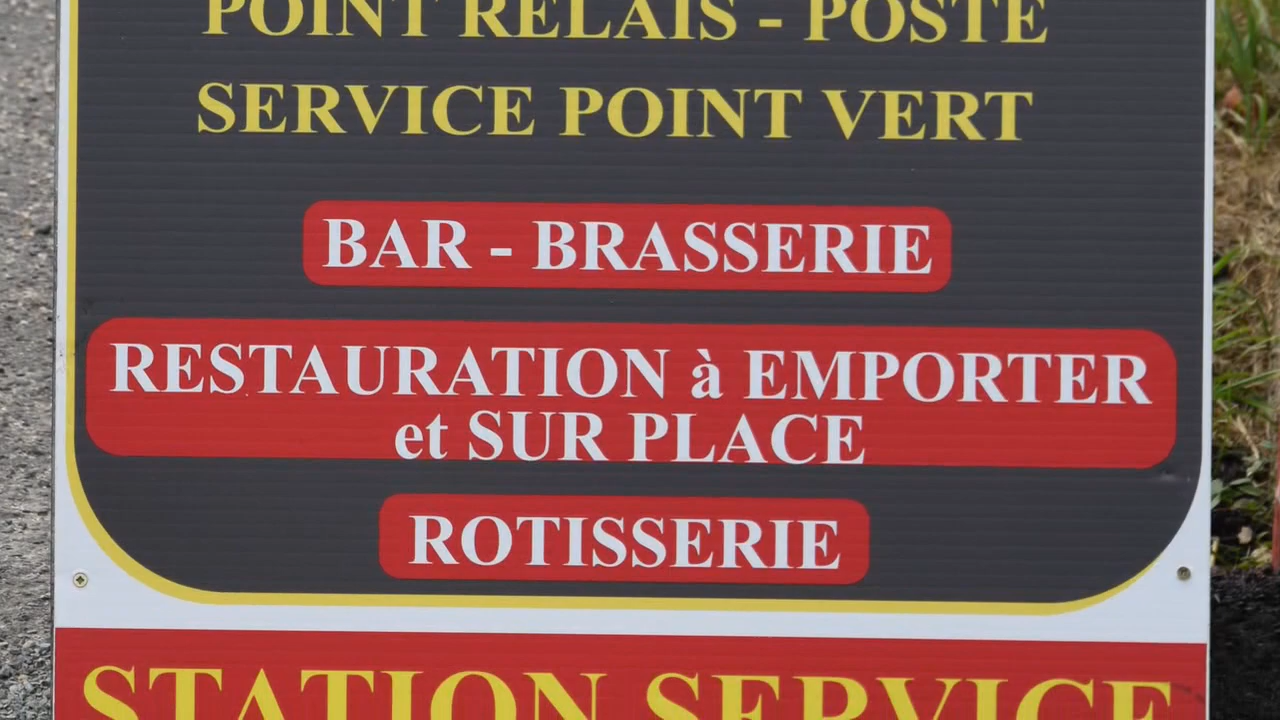 POINT RELAIS - POSTE
SERVICE POINT VERT
BAR - BRASSERIE
RESTAURATION à EMPORTER
et SUR PLACE
ROTISSERIE
STATION SERVICE